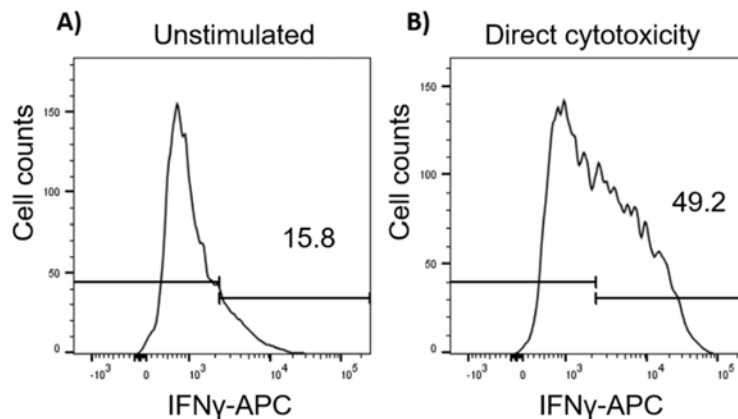 A) Unstimulated
B) Direct cytotoxicity
Cell counts
150
100
50
0
15.8
-10³ 0 10³ 10⁴ 10⁵
IFNγ-APC
Cell counts
150
100
50
0
49.2
-10³ 0 10³ 10⁴ 10⁵
IFNγ-APC